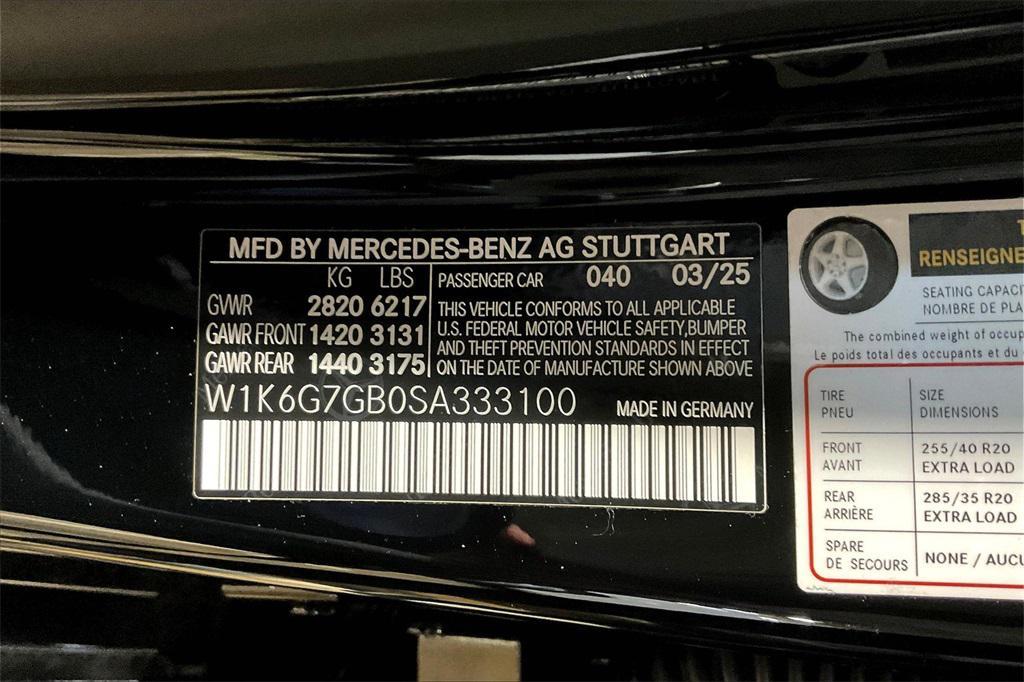 MFD BY MERCEDES-BENZ AG STUTTGART
KG LBS
GVWR 2820 6217
GAWR FRONT 1420 3131
GAWR REAR 1440 3175
PASSENGER CAR 040 03/25
THIS VEHICLE CONFORMS TO ALL APPLICABLE
U.S. FEDERAL MOTOR VEHICLE SAFETY,BUMPER
AND THEFT PREVENTION STANDARDS IN EFFECT
ON THE DATE OF MANUFACTURE SHOWN ABOVE
W1K6G7GB0SA333100 MADE IN GERMANY
RENSEIGNE
SEATING CAPACI
NOMBRE DE PLA
The combined weight of occup
Le poids total des occupants et du
TIRE SIZE
PNEU DIMENSIONS
FRONT 255/40 R20
AVANT EXTRA LOAD
REAR 285/35 R20
ARRIÈRE EXTRA LOAD
SPARE
DE SECOURS NONE / AUCU